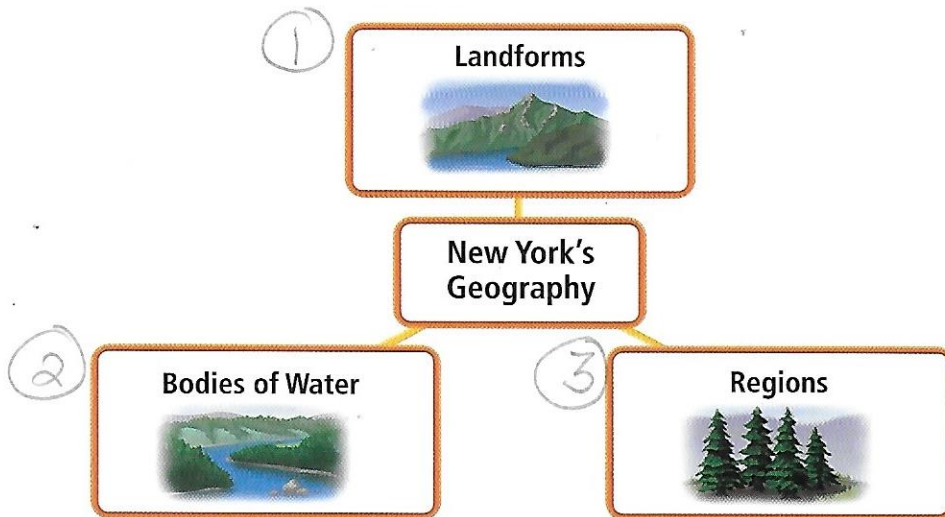 1
Landforms
New York's
Geography
2
Bodies of Water
3
Regions